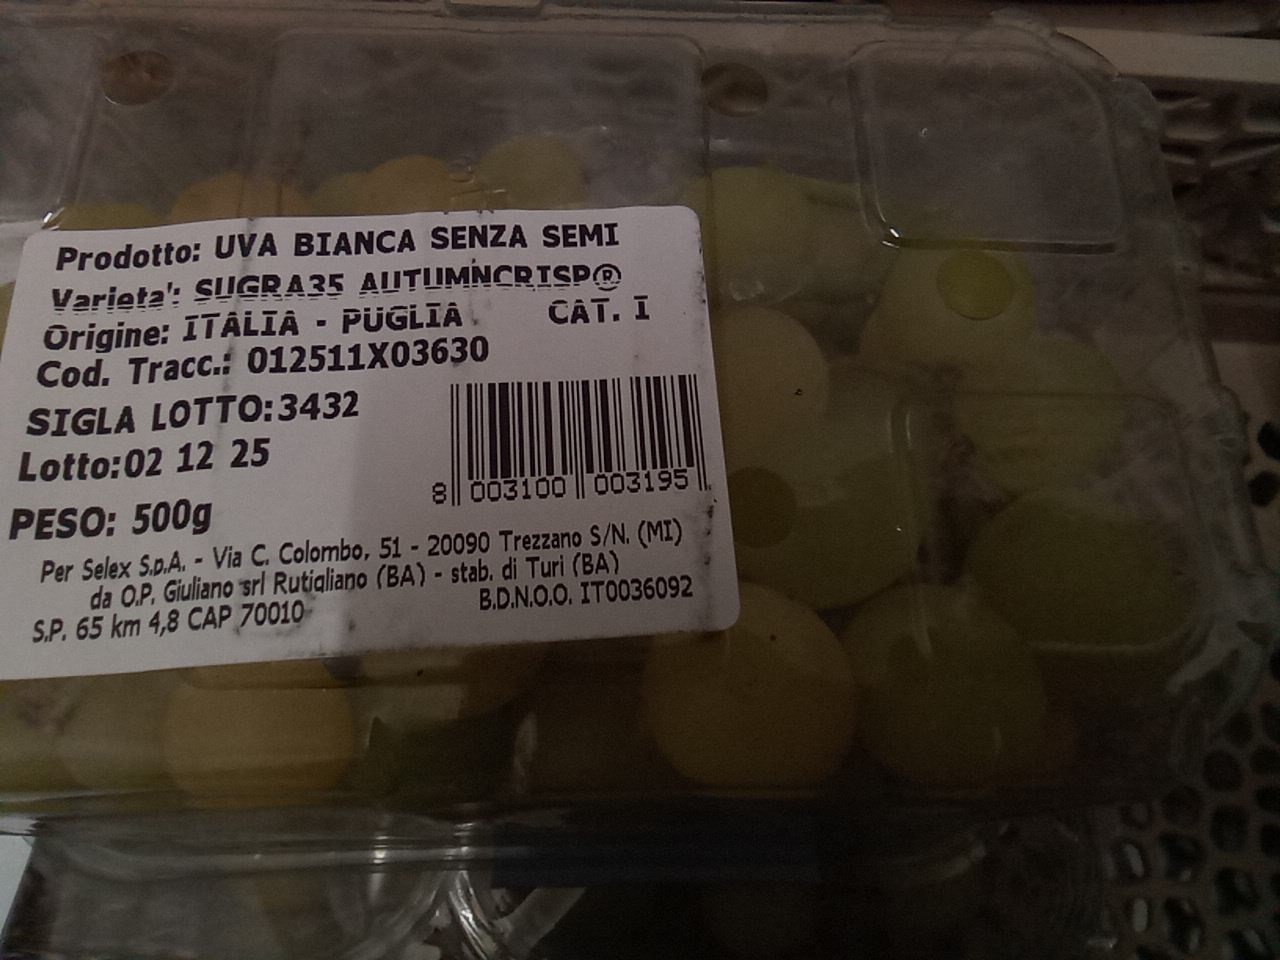 Prodotto: UVA BIANCA SENZA SEMI
Varieta': SUGRA35 AUTUMNCRISP®
Origine: ITALIA - PUGLIA CAT. I
Cod. Tracc.: 012511X03630
SIGLA LOTTO:3432
Lotto:02 12 25
8 003100 003195
PESO: 500g
Per Selex S.p.A. - Via C. Colombo, 51 - 20090 Trezzano S/N. (MI)
da O.P. Giuliano srl Rutigliano (BA) - stab. di Turi (BA)
S.P. 65 km 4,8 CAP 70010 B.D.N.O.O. IT0036092